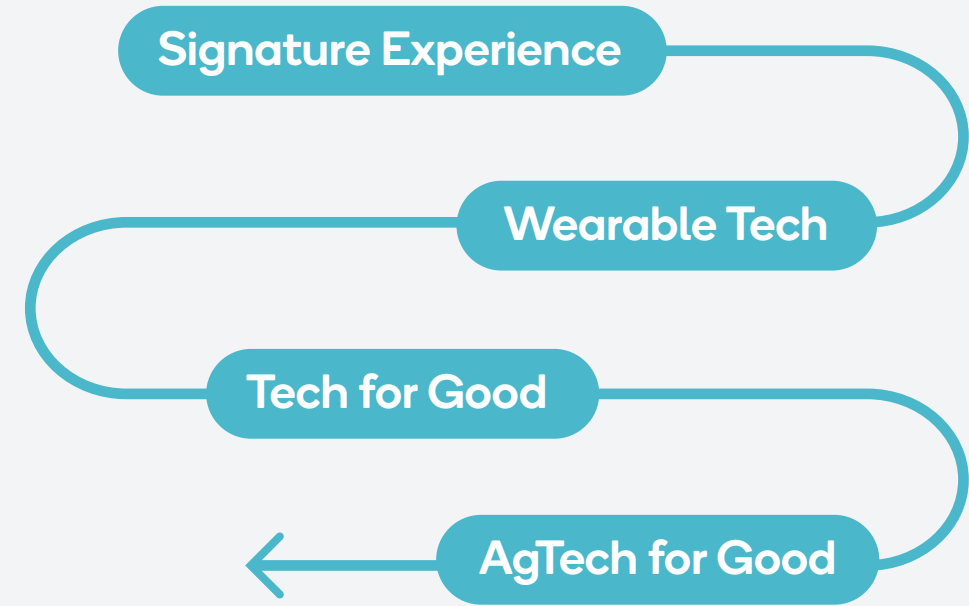 Signature Experience
Wearable Tech
Tech for Good
AgTech for Good